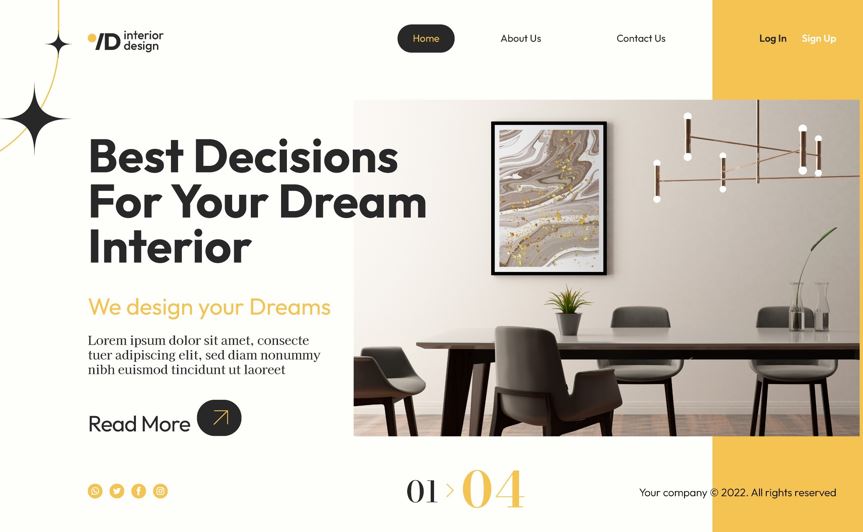 /D interior
design
Home
About Us
Contact Us
Log In
Sign Up
Best Decisions
For Your Dream
Interior
We design your Dreams
Lorem ipsum dolor sit amet, consecte
tuer adipiscing elit, sed diam nonummy
nibh euismod tincidunt ut laoreet
Read More
01 > 04
Your company © 2022. All rights reserved